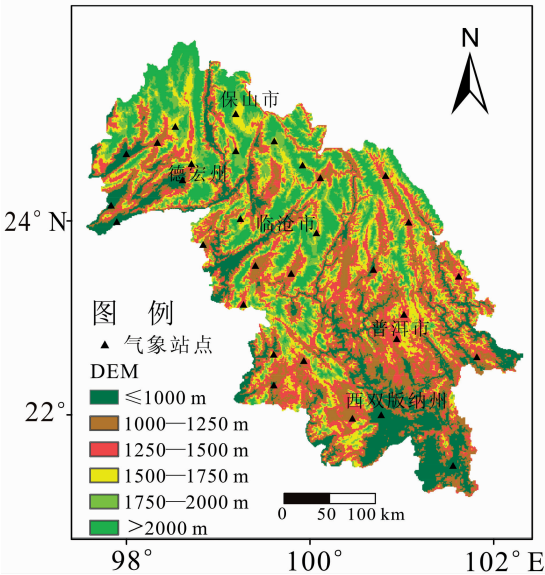 N
保山市
德宏州
24°N
临沧市
图 例
气象站点
普洱市
DEM
≤1000 m
西双版纳州
1000—1250 m
22°
1250—1500 m
1500—1750 m
1750—2000 m
>2000 m
0 50 100 km
98° 100° 102°E